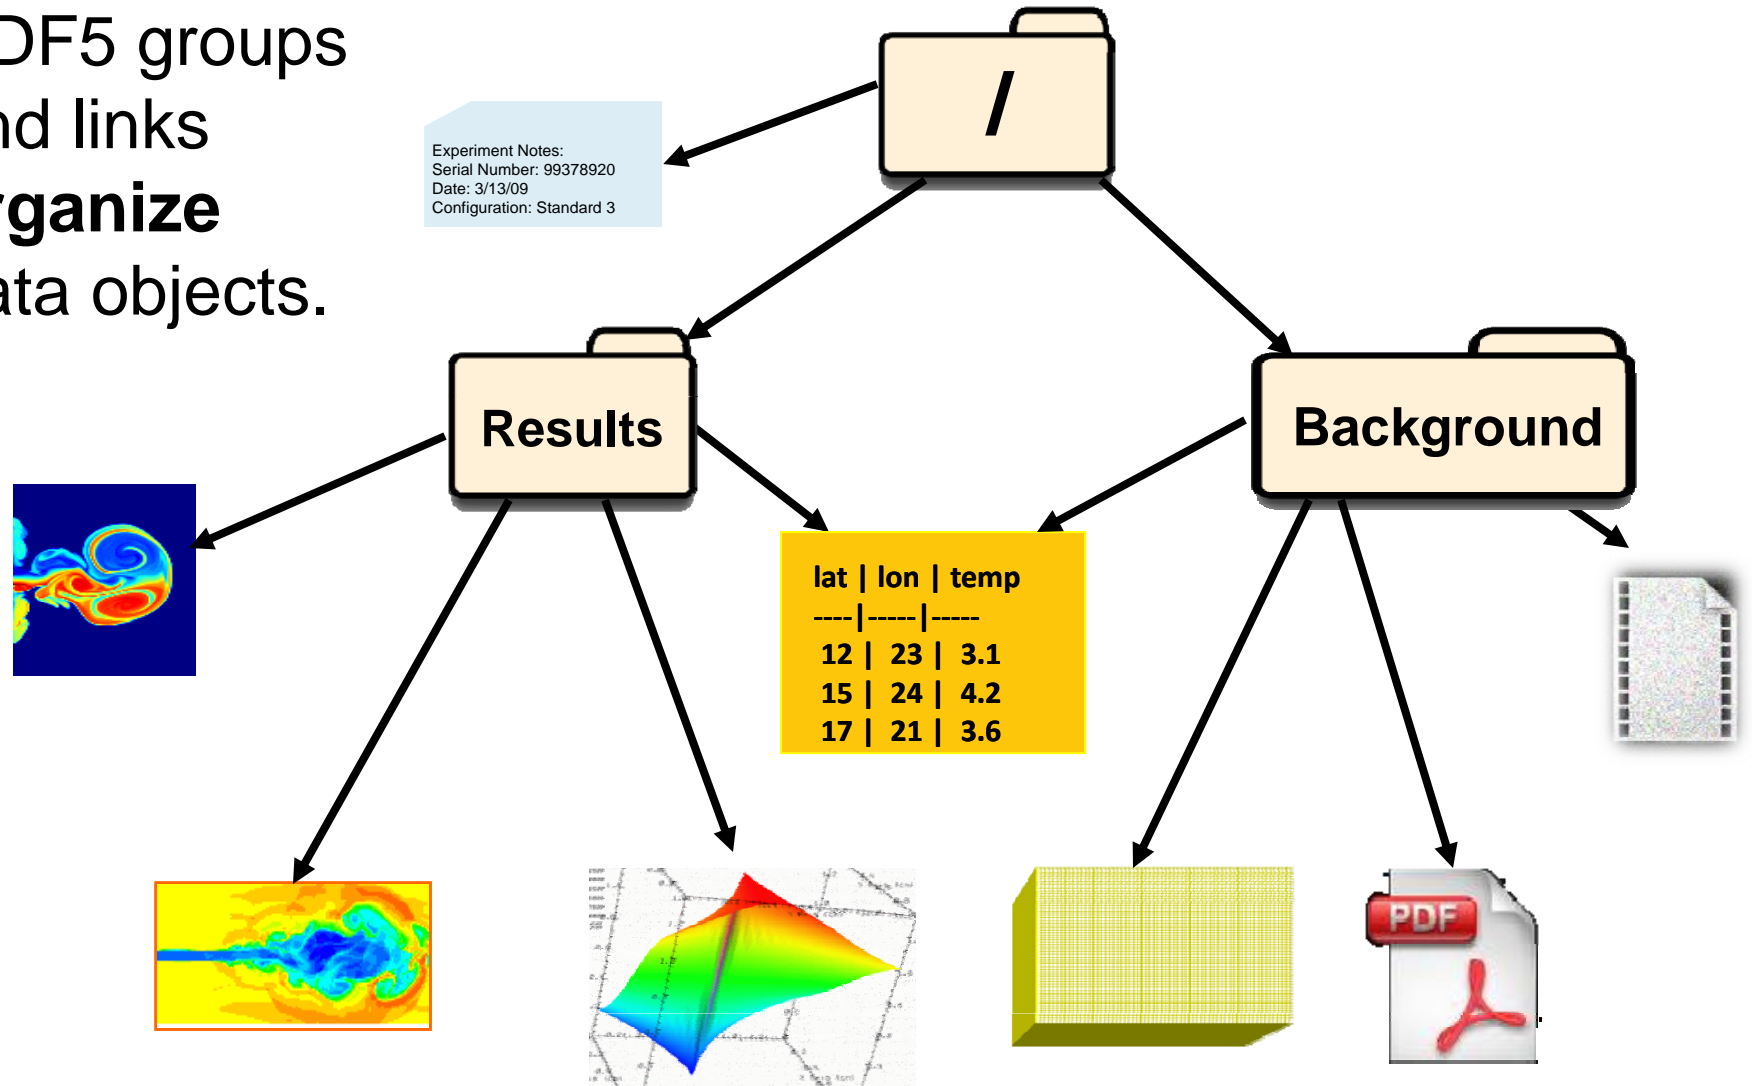 DF5 groups
nd links
rganize
ata objects.
/
Experiment Notes:
Serial Number: 99378920
Date: 3/13/09
Configuration: Standard 3
Results
Background
lat | lon | temp
----|-----|-----
12 | 23 | 3.1
15 | 24 | 4.2
17 | 21 | 3.6
PDF